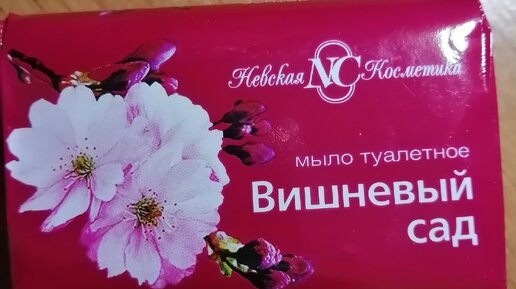 Невская NC Косметика
мыло туалетное
Вишневый
сад